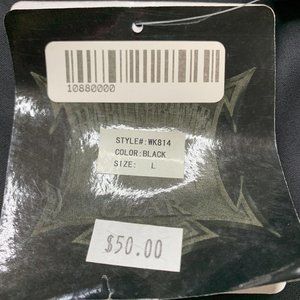 10880000
STYLE#:WK814
COLOR:BLACK
SIZE: L
$50.00